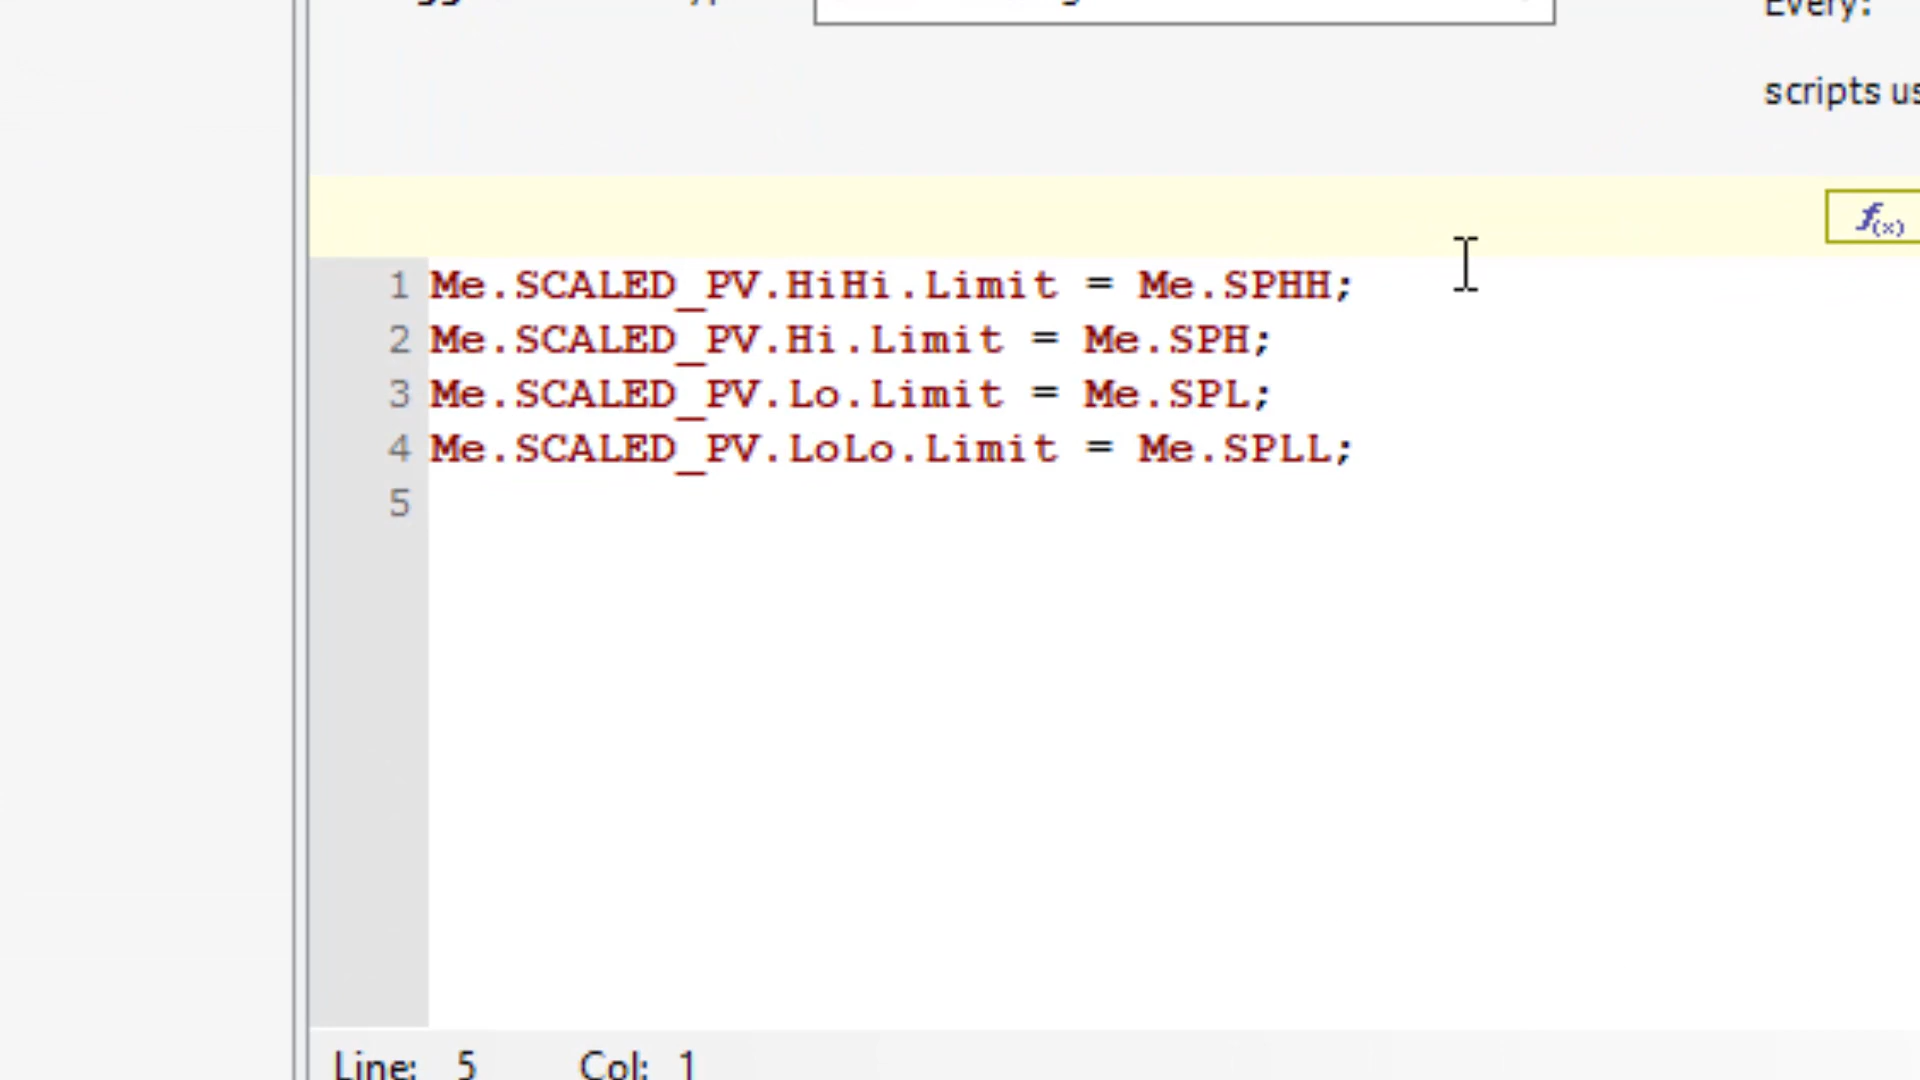 Every:
scripts us
f(x)
1 Me.SCALED_PV.HiHi.Limit = Me.SPHH;
2 Me.SCALED_PV.Hi.Limit = Me.SPH;
3 Me.SCALED_PV.Lo.Limit = Me.SPL;
4 Me.SCALED_PV.LoLo.Limit = Me.SPLL;
5
Line: 5 Col: 1